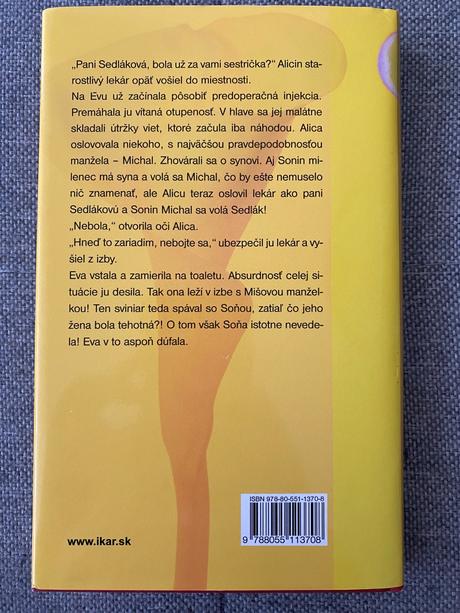 „Pani Sedláková, bola už za vami sestrička?“ Alicin sta-
rostlivý lekár opäť vošiel do miestnosti.
Na Evu už začínala pôsobiť predoperačná injekcia.
Premáhala ju vítaná otupenosť. V hlave sa jej malátne
skladali útržky viet, ktoré začula iba náhodou. Alica
oslovovala niekoho, s najväčšou pravdepodobnosťou
manžela – Michal. Zhovárali sa o synovi. Aj Sonin mi-
lenec má syna a volá sa Michal, čo by ešte nemuselo
nič znamenať, ale Alicu teraz oslovil lekár ako pani
Sedlákovú a Sonin Michal sa volá Sedlák!
„Nebola,“ otvorila oči Alica.
„Hneď to zariadim, nebojte sa,“ ubezpečil ju lekár a vy-
šiel z izby.
Eva vstala a zamierila na toaletu. Absurdnosť celej si-
tuácie ju desila. Tak ona leží v izbe s Mišovou manžel-
kou! Ten sviniar teda spával so Soňou, zatiaľ čo jeho
žena bola tehotná?! O tom však Soňa istotne nevede-
la! Eva v to aspoň dúfala.
ISBN 978-80-551-1370-8
9 788055 113708
www.ikar.sk